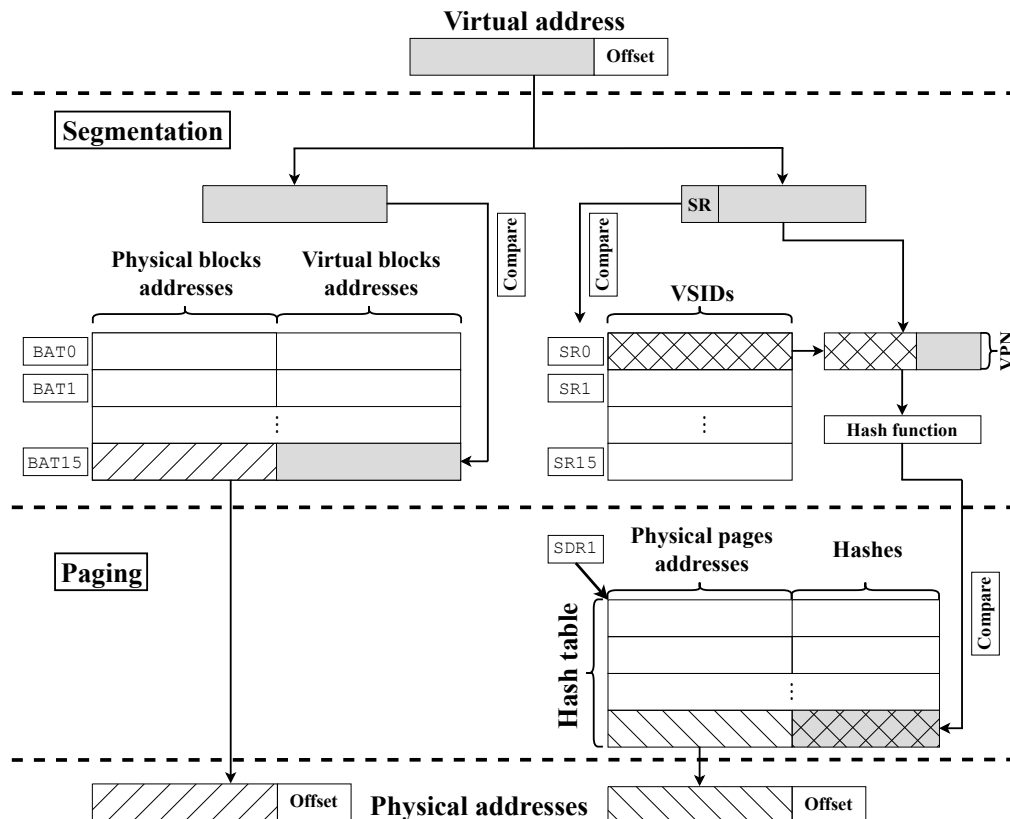 Virtual address
Offset
Segmentation
SR
Compare
Compare
Physical blocks
addresses
Virtual blocks
addresses
VSIDs
BAT0
SR0
VPN
BAT1
SR1
⋮
⋮
Hash function
BAT15
SR15
Paging
SDR1
Physical pages
addresses
Hashes
Hash table
Compare
⋮
Offset
Physical addresses
Offset